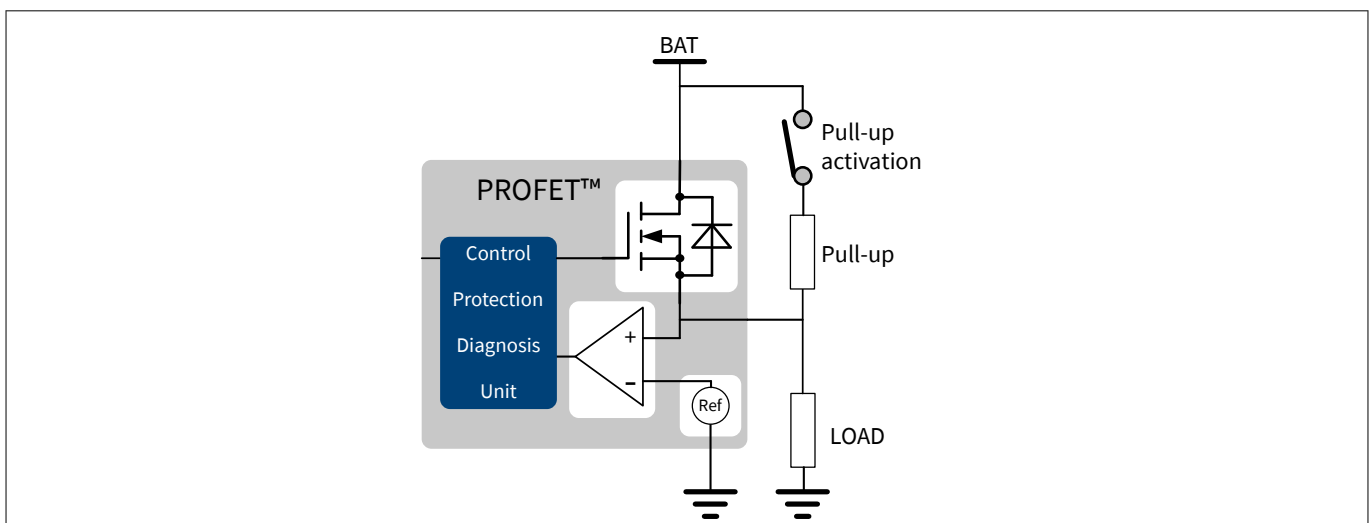 BAT
Pull-up
activation
PROFET™
Control
Pull-up
Protection
+
Diagnosis
−
Unit
Ref
LOAD